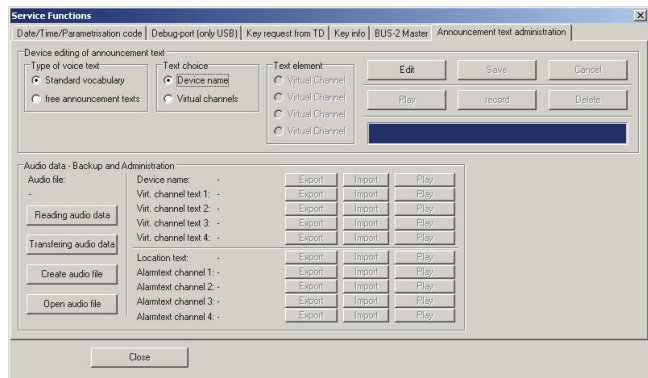 Service Functions
Date/Time/Parametrisation code Debug-port (only USB) Key request from TD Key info BUS-2 Master Announcement text administration
Device editing of announcement text
Type of voice text Text choice Text element
Standard vocabulary Device name Virtual Channel Edit Save Cancel
free announcement texts Virtual channels Virtual Channel
Virtual Channel Play record Delete
Virtual Channel
Audio data - Backup and Administration
Audio file: Device name: - Export Import Play
- Virt. channel text 1: - Export Import Play
Reading audio data Virt. channel text 2: - Export Import Play
Virt. channel text 3: - Export Import Play
Transfering audio data Virt. channel text 4: - Export Import Play
Location text: - Export Import Play
Create audio file Alarmtext channel 1: - Export Import Play
Alarmtext channel 2: - Export Import Play
Open audio file Alarmtext channel 3: - Export Import Play
Alarmtext channel 4: - Export Import Play
Close